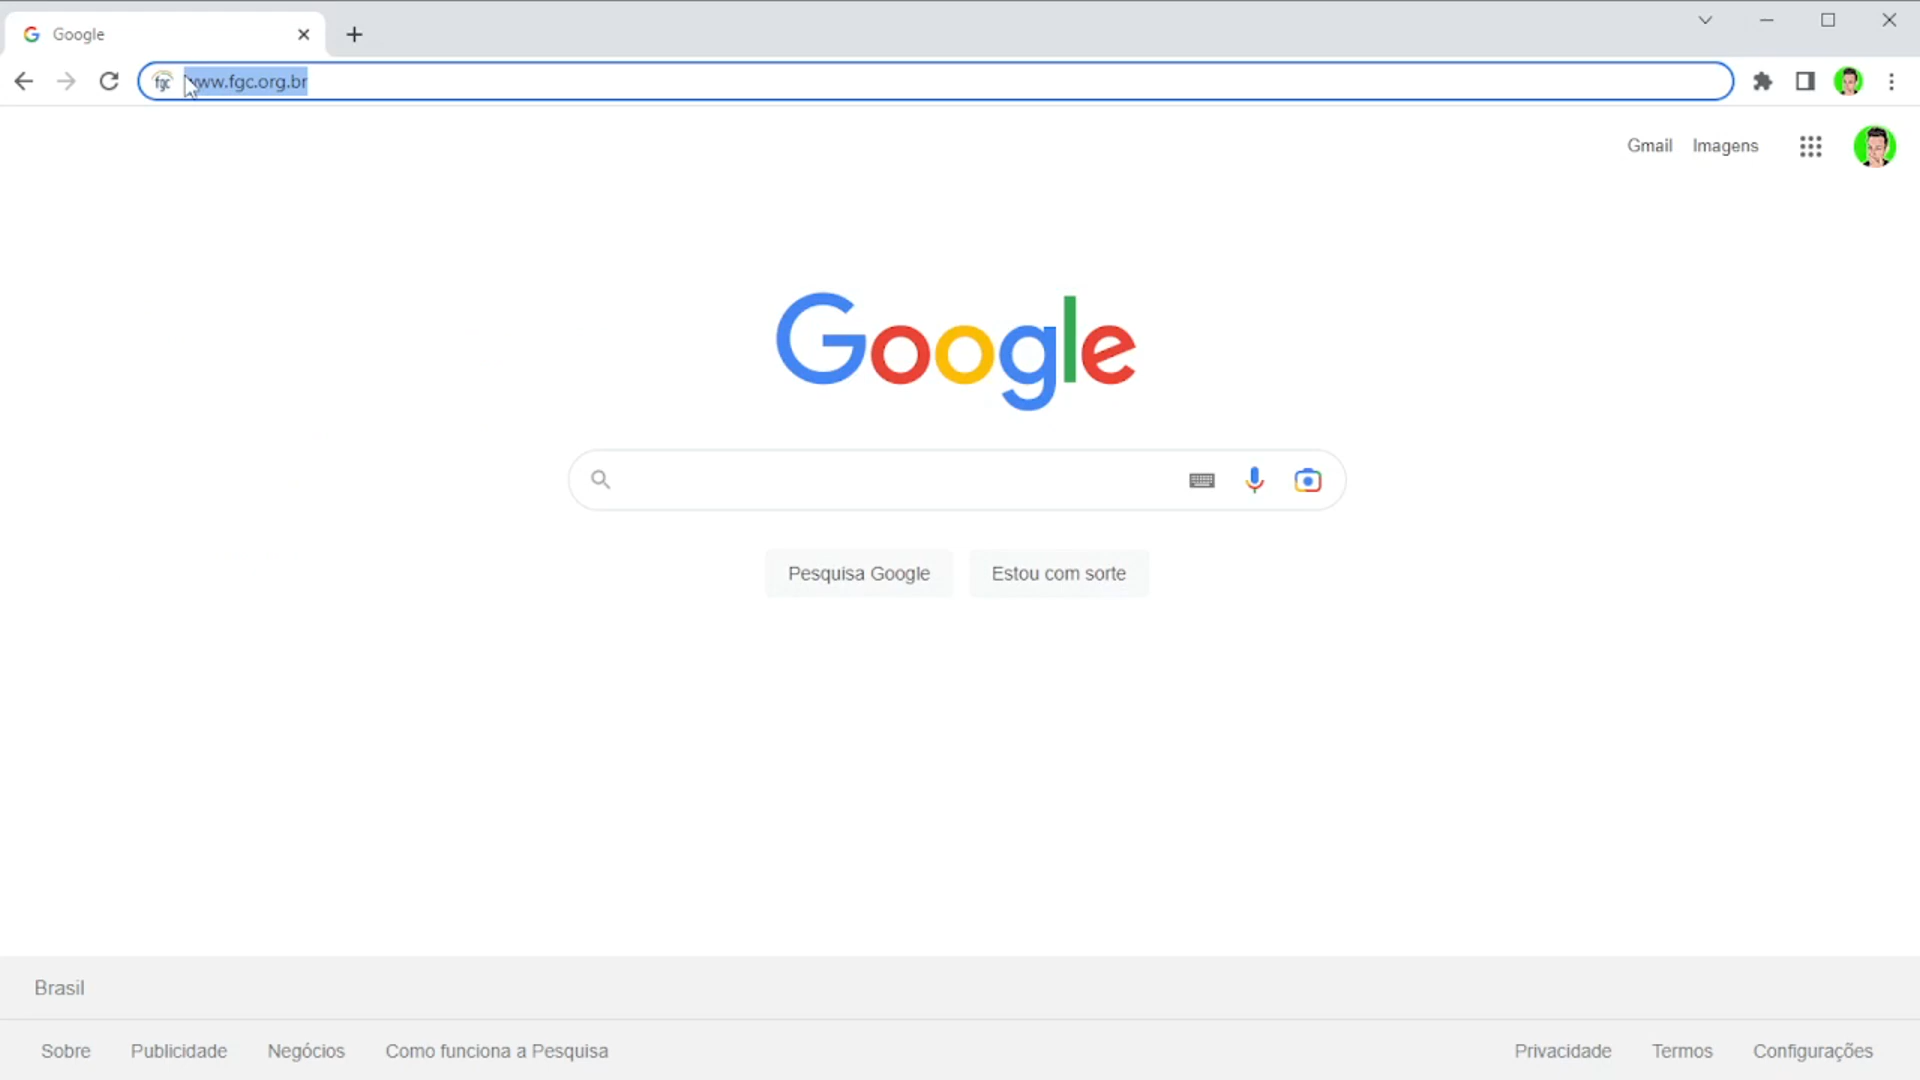 Google
www.fgc.org.br
Gmail Imagens
Google
Pesquisa Google Estou com sorte
Brasil
Sobre Publicidade Negócios Como funciona a Pesquisa Privacidade Termos Configurações